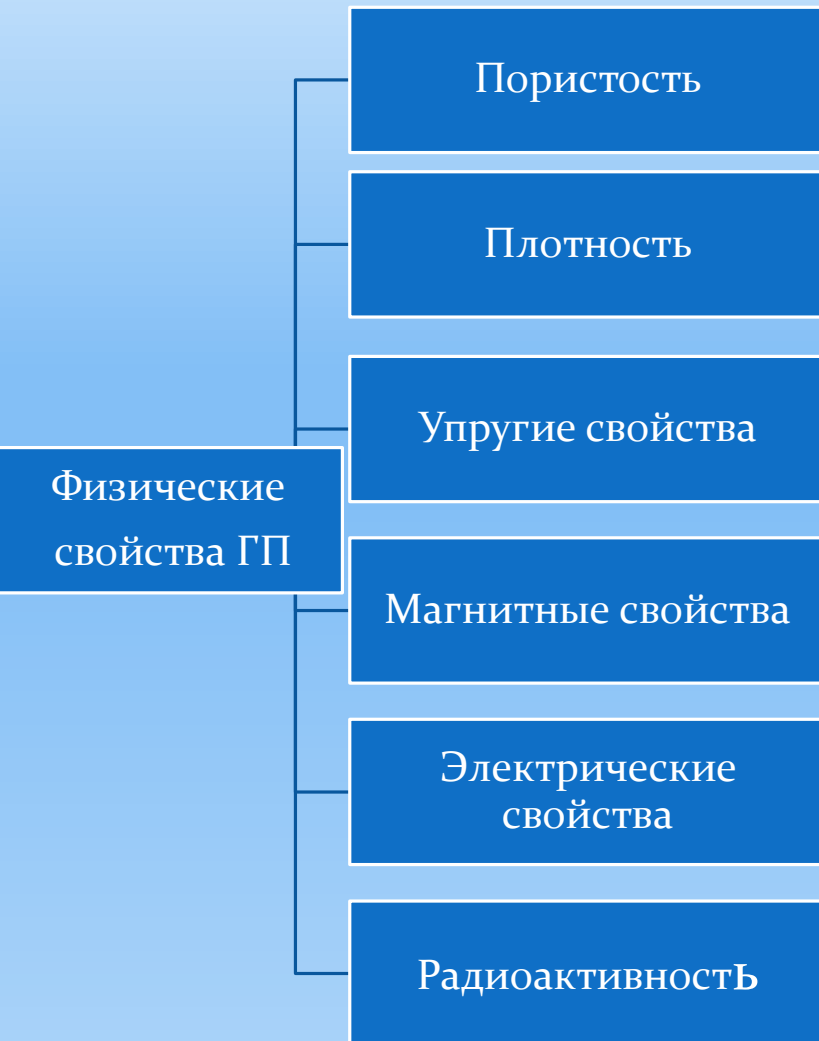 Физические
свойства ГП
Пористость
Плотность
Упругие свойства
Магнитные свойства
Электрические
свойства
Радиоактивность